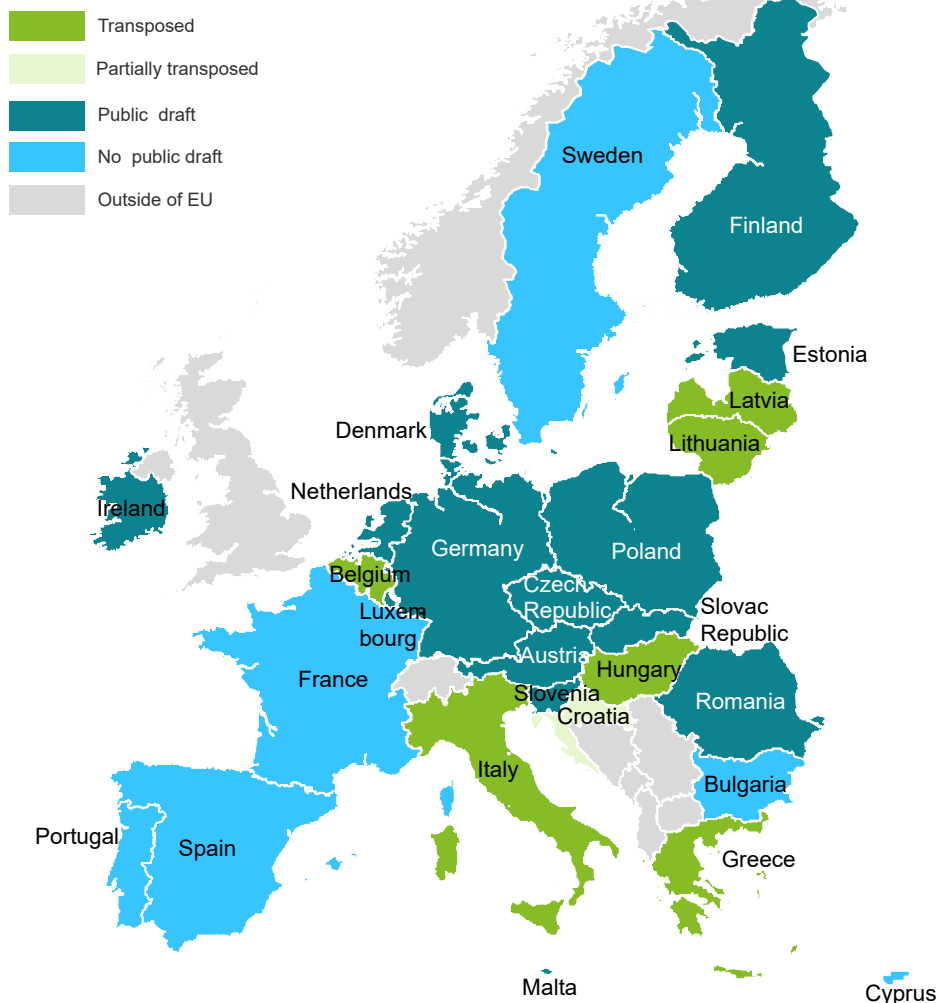 Transposed
Partially transposed
Public draft
No public draft
Outside of EU
Sweden
Finland
Estonia
Latvia
Lithuania
Denmark
Netherlands
Ireland
Germany
Poland
Belgium
Czech
Republic
Luxem
bourg
Slovac
Republic
Austria
Hungary
France
Slovenia
Romania
Croatia
Italy
Bulgaria
Portugal
Spain
Greece
Malta
Cyprus